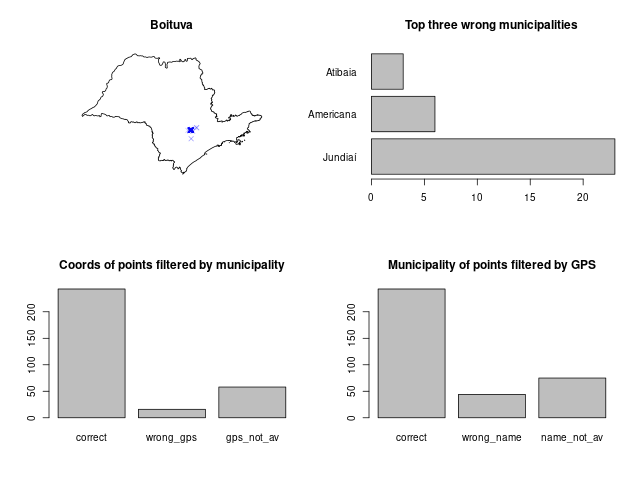 Boituva
Top three wrong municipalities
Atibaia
Americana
Jundiaí
0 5 10 15 20
Coords of points filtered by municipality
0 50 100 150 200
correct wrong_gps gps_not_av
Municipality of points filtered by GPS
0 50 100 150 200
correct wrong_name name_not_av